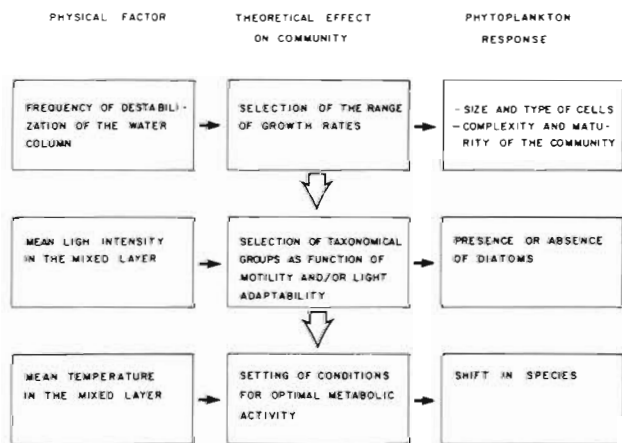 PHYSICAL FACTOR
THEORETICAL EFFECT
ON COMMUNITY
PHYTOPLANKTON
RESPONSE
FREQUENCY OF DESTABILI-
ZATION OF THE WATER
COLUMN
SELECTION OF THE RANGE
OF GROWTH RATES
- SIZE AND TYPE OF CELLS
- COMPLEXITY AND MATU-
RITY OF THE COMMUNITY
MEAN LIGH INTENSITY
IN THE MIXED LAYER
SELECTION OF TAXONOMICAL
GROUPS AS FUNCTION OF
MOTILITY AND/OR LIGHT
ADAPTABILITY
PRESENCE OR ABSENCE
OF DIATOMS
MEAN TEMPERATURE
IN THE MIXED LAYER
SETTING OF CONDITIONS
FOR OPTIMAL METABOLIC
ACTIVITY
SHIFT IN SPECIES